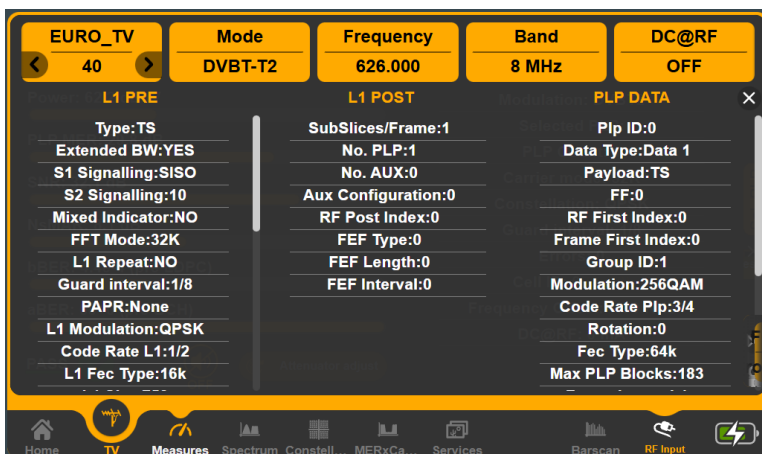 EURO_TV
Mode
Frequency
Band
DC@RF
40
DVBT-T2
626.000
8 MHz
OFF
L1 PRE
L1 POST
PLP DATA
Type:TS
Extended BW:YES
S1 Signalling:SISO
S2 Signalling:10
Mixed Indicator:NO
FFT Mode:32K
L1 Repeat:NO
Guard interval:1/8
PAPR:None
L1 Modulation:QPSK
Code Rate L1:1/2
L1 Fec Type:16k
SubSlices/Frame:1
No. PLP:1
No. AUX:0
Aux Configuration:0
RF Post Index:0
FEF Type:0
FEF Length:0
FEF Interval:0
Plp ID:0
Data Type:Data 1
Payload:TS
FF:0
RF First Index:0
Frame First Index:0
Group ID:1
Modulation:256QAM
Code Rate Plp:3/4
Rotation:0
Fec Type:64k
Max PLP Blocks:183
Home
TV
Measures
Spectrum
Constell...
MERxCa...
Services
Barscan
RF Input